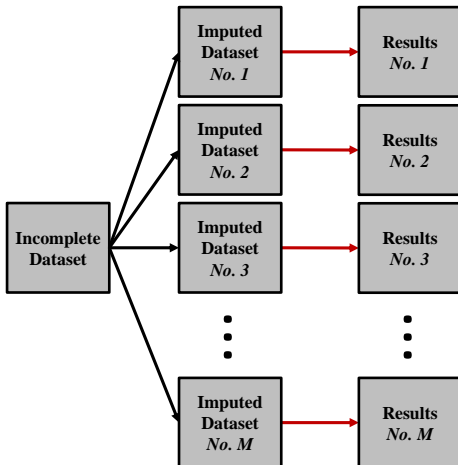 Imputed
Dataset
No. 1
Results
No. 1
Imputed
Dataset
No. 2
Results
No. 2
Incomplete
Dataset
Imputed
Dataset
No. 3
Results
No. 3
Imputed
Dataset
No. M
Results
No. M